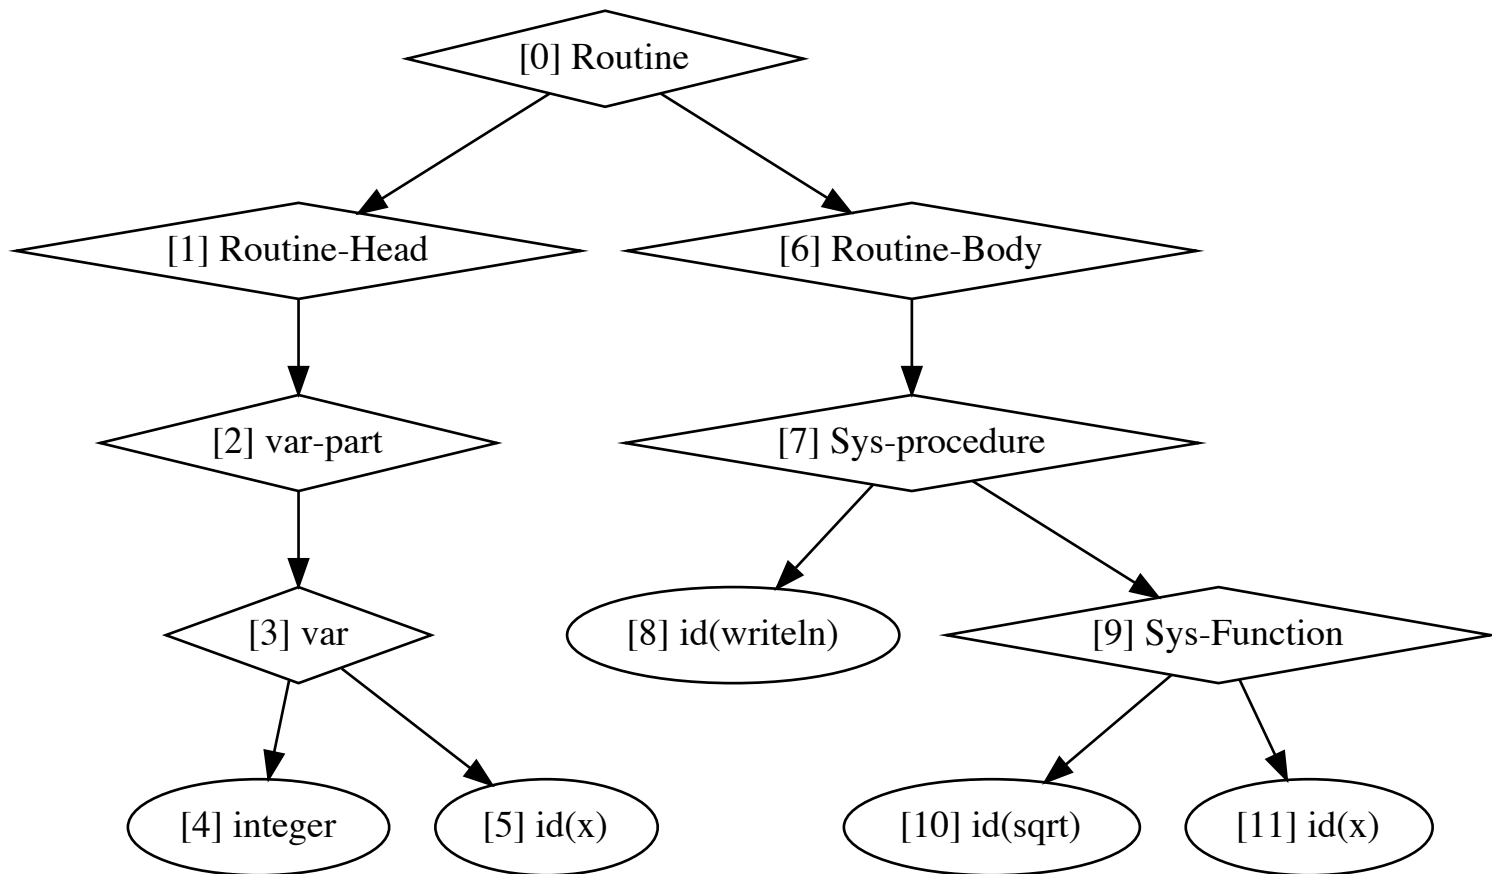 [0] Routine
[1] Routine-Head
[6] Routine-Body
[2] var-part
[7] Sys-procedure
[3] var
[8] id(writeln)
[9] Sys-Function
[4] integer
[5] id(x)
[10] id(sqrt)
[11] id(x)